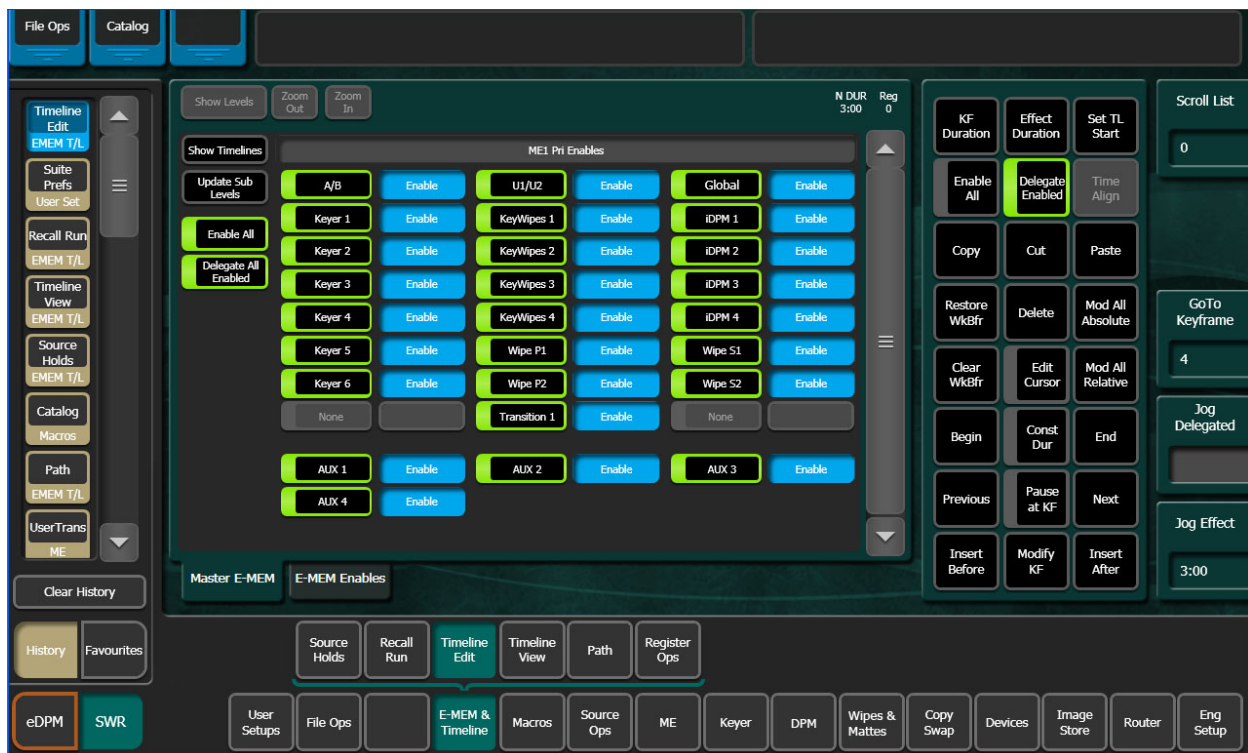 File Ops
Catalog
Timeline
Edit
EMEM T/L
Suite
Prefs
User Set
Recall Run
EMEM T/L
Timeline
View
EMEM T/L
Source
Holds
EMEM T/L
Catalog
Macros
Path
EMEM T/L
UserTrans
ME
Clear History
History
Favourites
eDPM
SWR
Show Levels
Zoom
Out
Zoom
In
N DUR
3:00
Reg
0
Show Timelines
ME1 Pri Enables
Update Sub
Levels
Enable All
Delegate All
Enabled
A/B Enable U1/U2 Enable Global Enable
Keyer 1 Enable KeyWipes 1 Enable iDPM 1 Enable
Keyer 2 Enable KeyWipes 2 Enable iDPM 2 Enable
Keyer 3 Enable KeyWipes 3 Enable iDPM 3 Enable
Keyer 4 Enable KeyWipes 4 Enable iDPM 4 Enable
Keyer 5 Enable Wipe P1 Enable Wipe S1 Enable
Keyer 6 Enable Wipe P2 Enable Wipe S2 Enable
None Transition 1 Enable None
AUX 1 Enable AUX 2 Enable AUX 3 Enable
AUX 4 Enable
Master E-MEM
E-MEM Enables
KF
Duration
Effect
Duration
Set TL
Start
Enable
All
Delegate
Enabled
Time
Align
Copy
Cut
Paste
Restore
WkBfr
Delete
Mod All
Absolute
Clear
WkBfr
Edit
Cursor
Mod All
Relative
Begin
Const
Dur
End
Previous
Pause
at KF
Next
Insert
Before
Modify
KF
Insert
After
Scroll List
0
GoTo
Keyframe
4
Jog
Delegated
Jog Effect
3:00
Source
Holds
Recall
Run
Timeline
Edit
Timeline
View
Path
Register
Ops
User
Setups
File Ops
E-MEM &
Timeline
Macros
Source
Ops
ME
Keyer
DPM
Wipes &
Mattes
Copy
Swap
Devices
Image
Store
Router
Eng
Setup